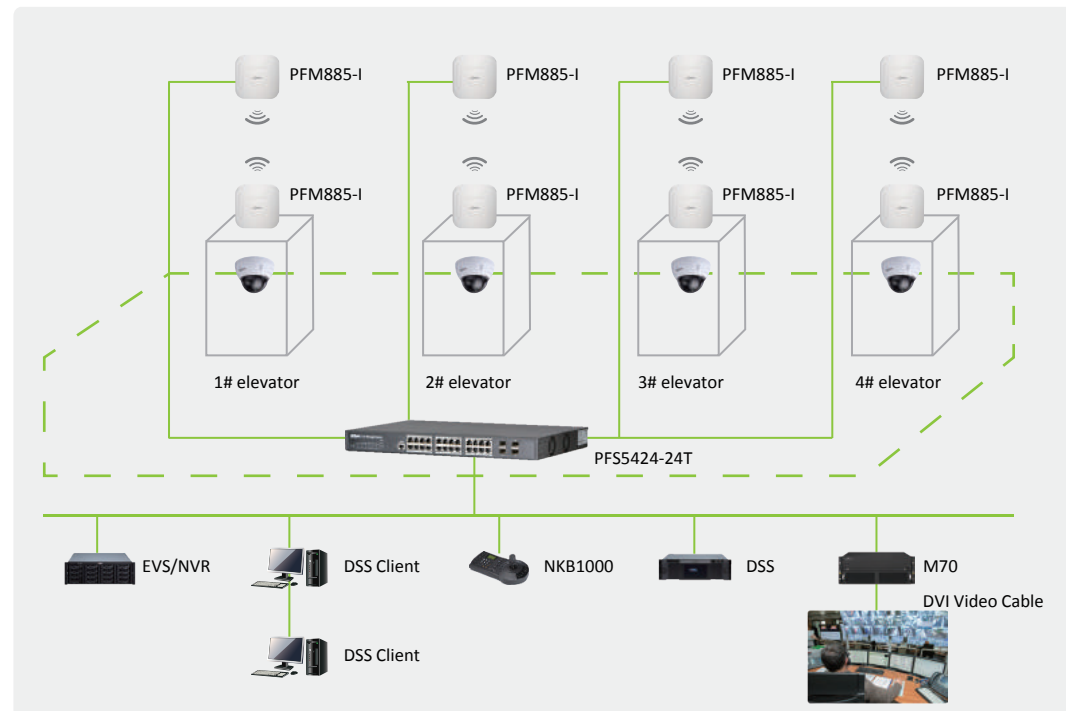 PFM885-I
PFM885-I
PFM885-I
PFM885-I
PFM885-I
PFM885-I
PFM885-I
PFM885-I
1# elevator
2# elevator
3# elevator
4# elevator
PFS5424-24T
EVS/NVR
DSS Client
NKB1000
DSS
M70
DVI Video Cable
DSS Client